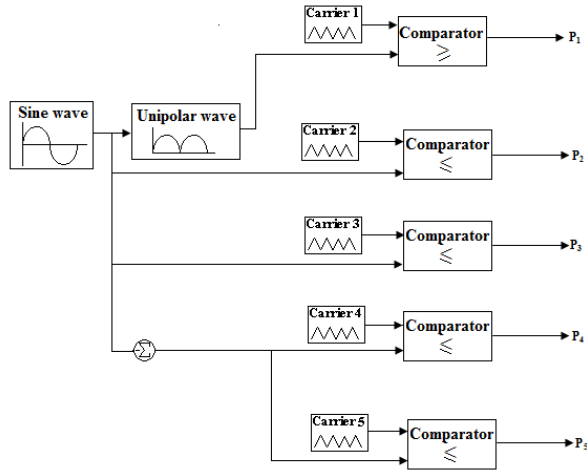 Carrier 1
Comparator
≥
P1
Sine wave
Unipolar wave
Carrier 2
Comparator
≤
P2
Carrier 3
Comparator
≤
P3
Carrier 4
Comparator
≤
P4
-Σ
Carrier 5
Comparator
≤
P5